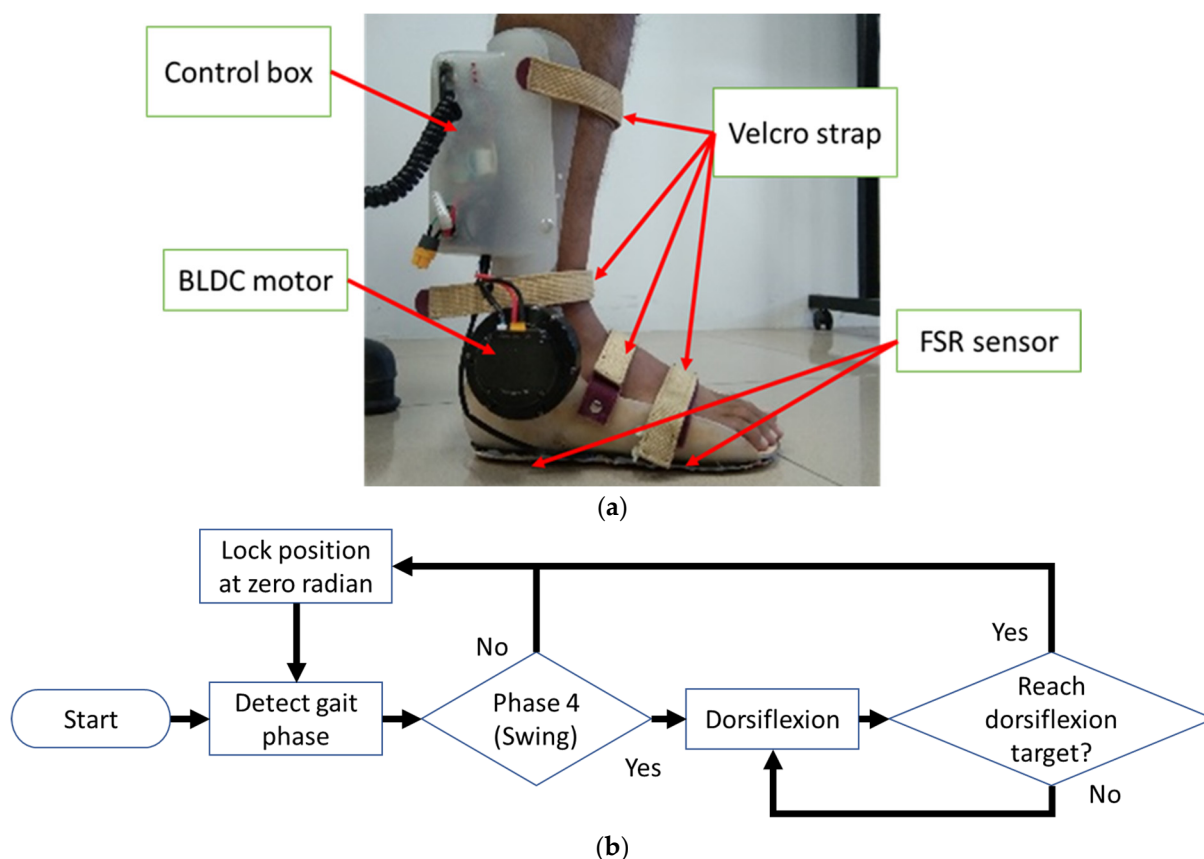 Control box
Velcro strap
BLDC motor
FSR sensor
(a)
Lock position
at zero radian
No
Yes
Start
Detect gait
phase
Phase 4
(Swing)
Yes
Dorsiflexion
Reach
dorsiflexion
target?
No
(b)